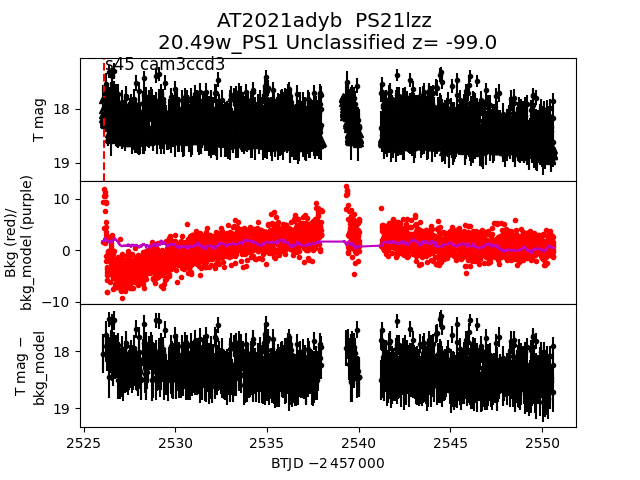 AT2021adyb PS21lzz
20.49w_PS1 Unclassified z= -99.0
s45 cam3ccd3
T mag
18
19
Bkg (red)/
bkg_model (purple)
10
0
−10
T mag −
bkg_model
18
19
2525 2530 2535 2540 2545 2550
BTJD −2 457 000